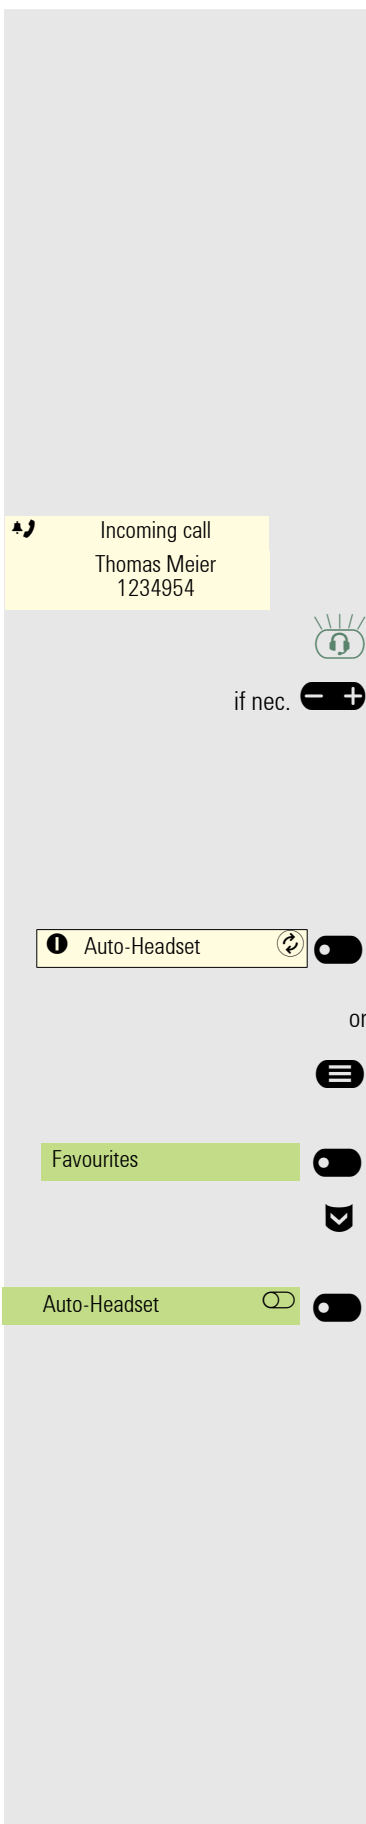 Incoming call
Thomas Meier
1234954
if nec.
Auto-Headset
or
Favourites
Auto-Headset